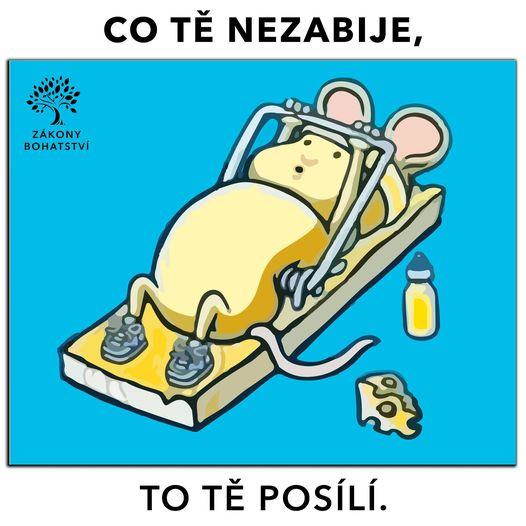 CO TĚ NEZABIJE,
ZÁKONY
BOHATSTVÍ
TO TĚ POSÍLÍ.